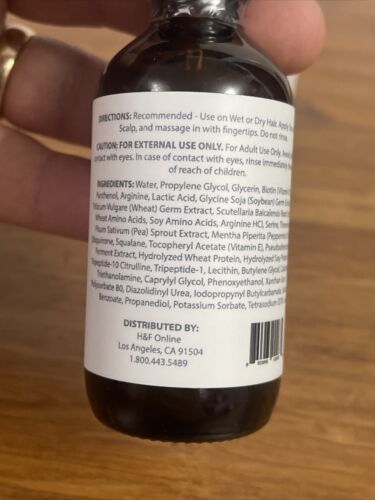 DIRECTIONS: Recommended - Use on Wet or Dry Hair. Apply
Scalp, and massage in with fingertips. Do not rinse.
CAUTION: FOR EXTERNAL USE ONLY. For Adult Use Only.
contact with eyes. In case of contact with eyes, rinse
of reach of children.
INGREDIENTS: Water, Propylene Glycol, Glycerin, Biotin
Panthenol, Arginine, Lactic Acid, Glycine Soja (Soybean) Germ
Triticum Vulgare (Wheat) Germ Extract, Scutellaria Baicalensis
Wheat Amino Acids, Soy Amino Acids, Arginine HCl, Serine,
Pisum Sativum (Pea) Sprout Extract, Mentha Piperita
Squalane, Tocopheryl Acetate (Vitamin E),
Ferment Extract, Hydrolyzed Wheat Protein, Hydrolyzed Soy
Citrulline, Tripeptide-1, Lecithin, Butylene Glycol,
Triethanolamine, Caprylyl Glycol, Phenoxyethanol, Xanthan
Polysorbate 80, Diazolidinyl Urea, Iodopropynyl Butylcarbamate,
Benzoate, Propanediol, Potassium Sorbate, Tetrasodium
DISTRIBUTED BY:
H&F Online
Los Angeles, CA 91504
1.800.443.5489